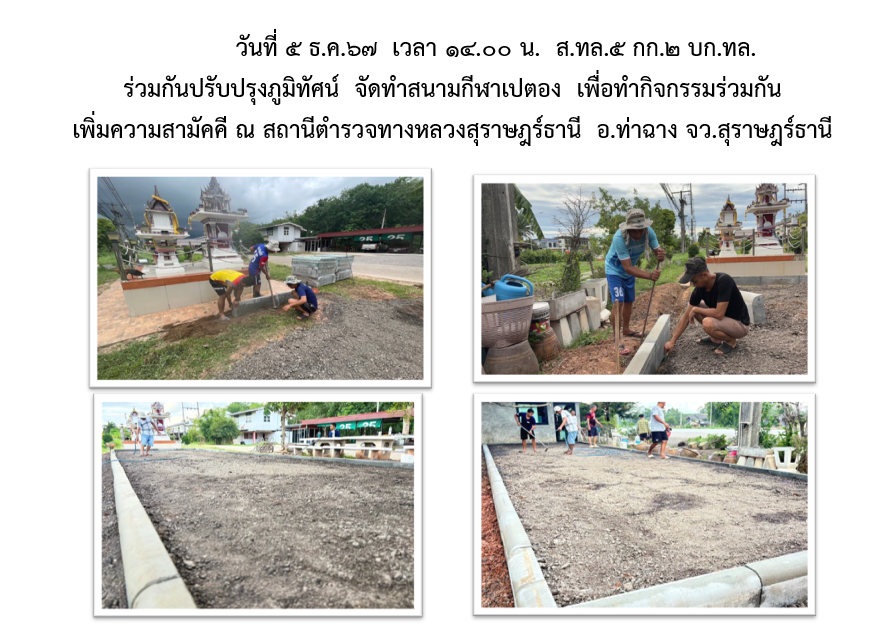 วันที่ ๕ ธ.ค.๖๗ เวลา ๑๔.๐๐ น. ส.ทล.๕ กก.๒ บก.ทล.
ร่วมกันปรับปรุงภูมิทัศน์ จัดทำสนามกีฬาเปตอง เพื่อทำกิจกรรมร่วมกัน
เพิ่มความสามัคคี ณ สถานีตำรวจทางหลวงสุราษฎร์ธานี อ.ท่าฉาง จว.สุราษฎร์ธานี
25 25
36
25 25